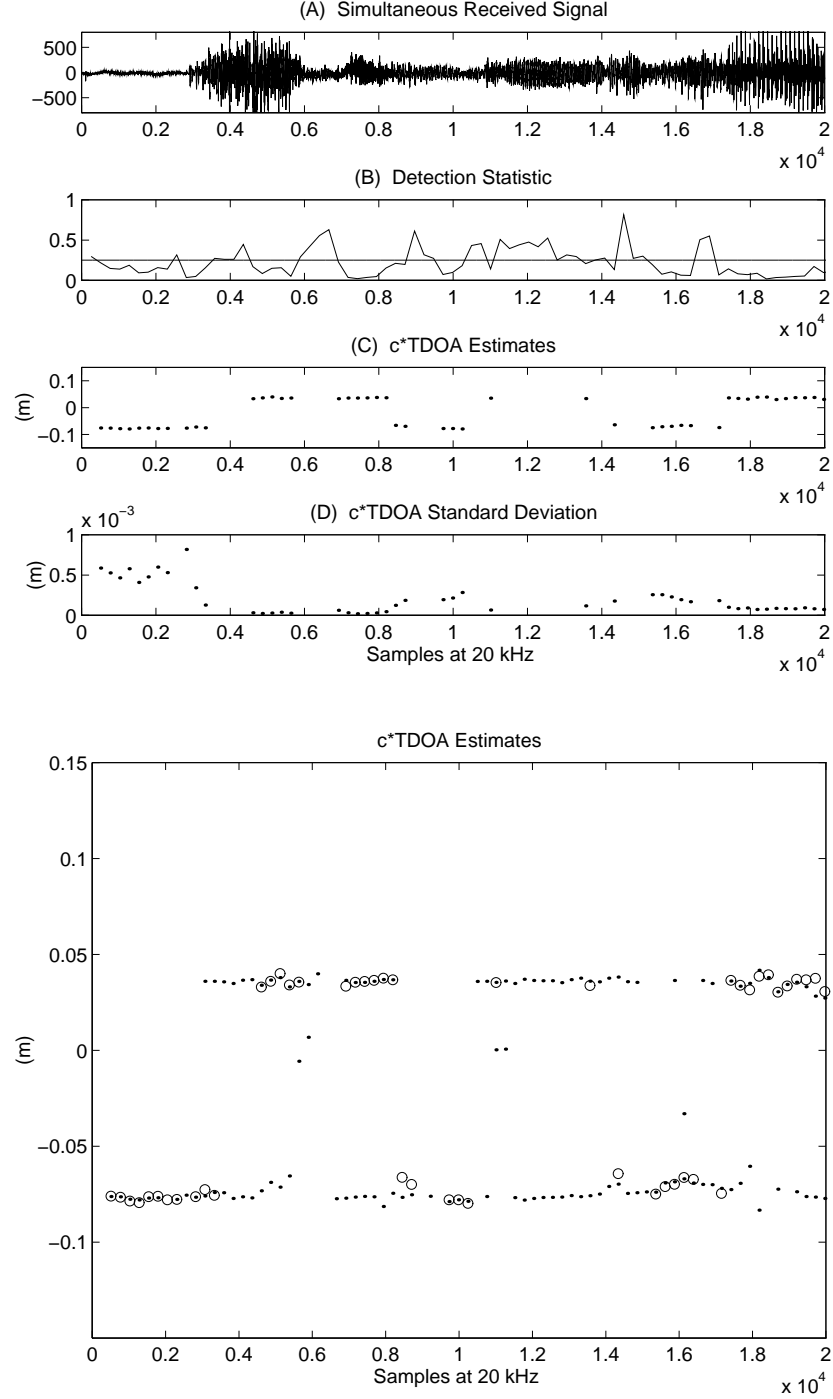 (A) Simultaneous Received Signal
500
0
−500
0 0.2 0.4 0.6 0.8 1 1.2 1.4 1.6 1.8 2
x 10^4
(B) Detection Statistic
1
0.5
0
0 0.2 0.4 0.6 0.8 1 1.2 1.4 1.6 1.8 2
x 10^4
(C) c*TDOA Estimates
0.1
0
−0.1
(m)
0 0.2 0.4 0.6 0.8 1 1.2 1.4 1.6 1.8 2
x 10^4
x 10^−3
(D) c*TDOA Standard Deviation
1
0.5
0
(m)
0 0.2 0.4 0.6 0.8 1 1.2 1.4 1.6 1.8 2
Samples at 20 kHz
x 10^4
c*TDOA Estimates
0.15
0.1
0.05
0
−0.05
−0.1
(m)
0 0.2 0.4 0.6 0.8 1 1.2 1.4 1.6 1.8 2
Samples at 20 kHz
x 10^4